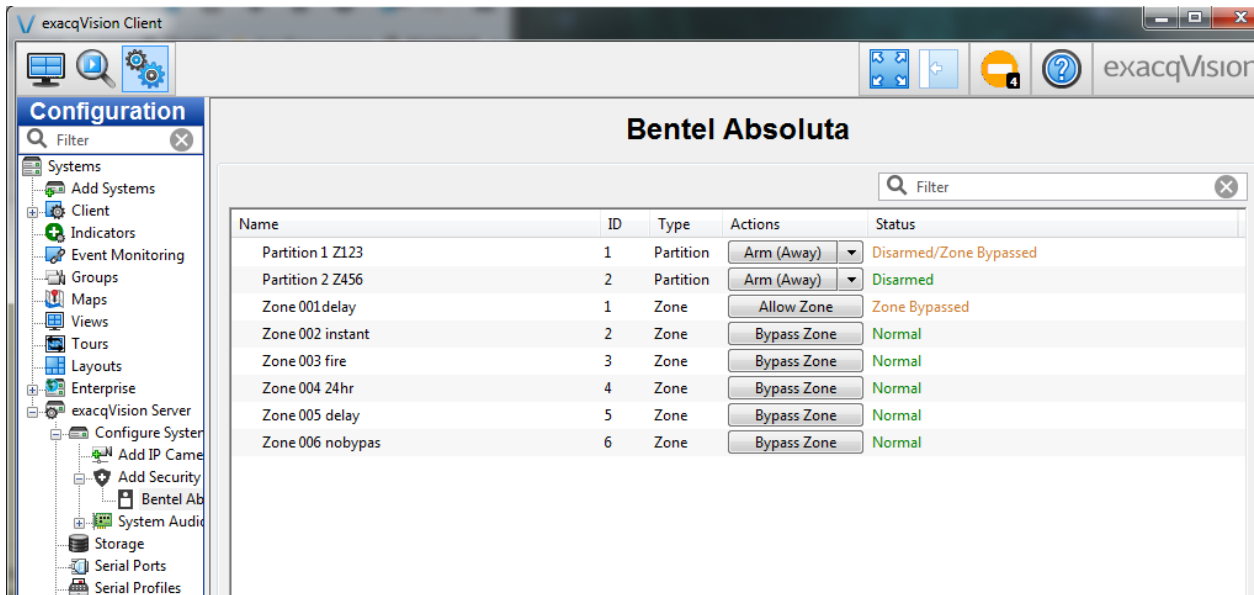 exacqVision Client
4
exacqVision
Configuration
Filter
Systems
Add Systems
Client
Indicators
Event Monitoring
Groups
Maps
Views
Tours
Layouts
Enterprise
exacqVision Server
Configure System
Add IP Came
Add Security
Bentel Ab
System Audio
Storage
Serial Ports
Serial Profiles
Bentel Absoluta
Filter
Name ID Type Actions Status
Partition 1 Z123 1 Partition Arm (Away) Disarmed/Zone Bypassed
Partition 2 Z456 2 Partition Arm (Away) Disarmed
Zone 001delay 1 Zone Allow Zone Zone Bypassed
Zone 002 instant 2 Zone Bypass Zone Normal
Zone 003 fire 3 Zone Bypass Zone Normal
Zone 004 24hr 4 Zone Bypass Zone Normal
Zone 005 delay 5 Zone Bypass Zone Normal
Zone 006 nobypas 6 Zone Bypass Zone Normal